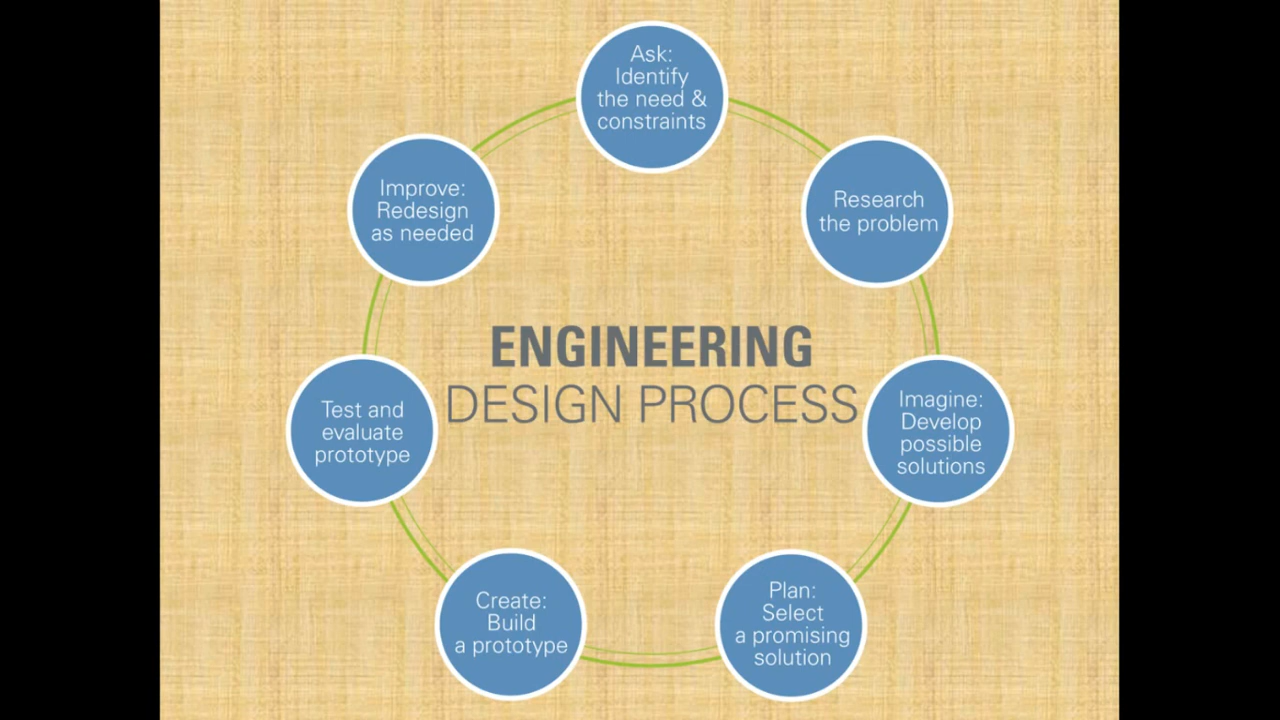 Ask:
Identify
the need &
constraints
Research
the problem
Imagine:
Develop
possible
solutions
Plan:
Select
a promising
solution
Create:
Build
a prototype
Test and
evaluate
prototype
Improve:
Redesign
as needed
ENGINEERING
DESIGN PROCESS